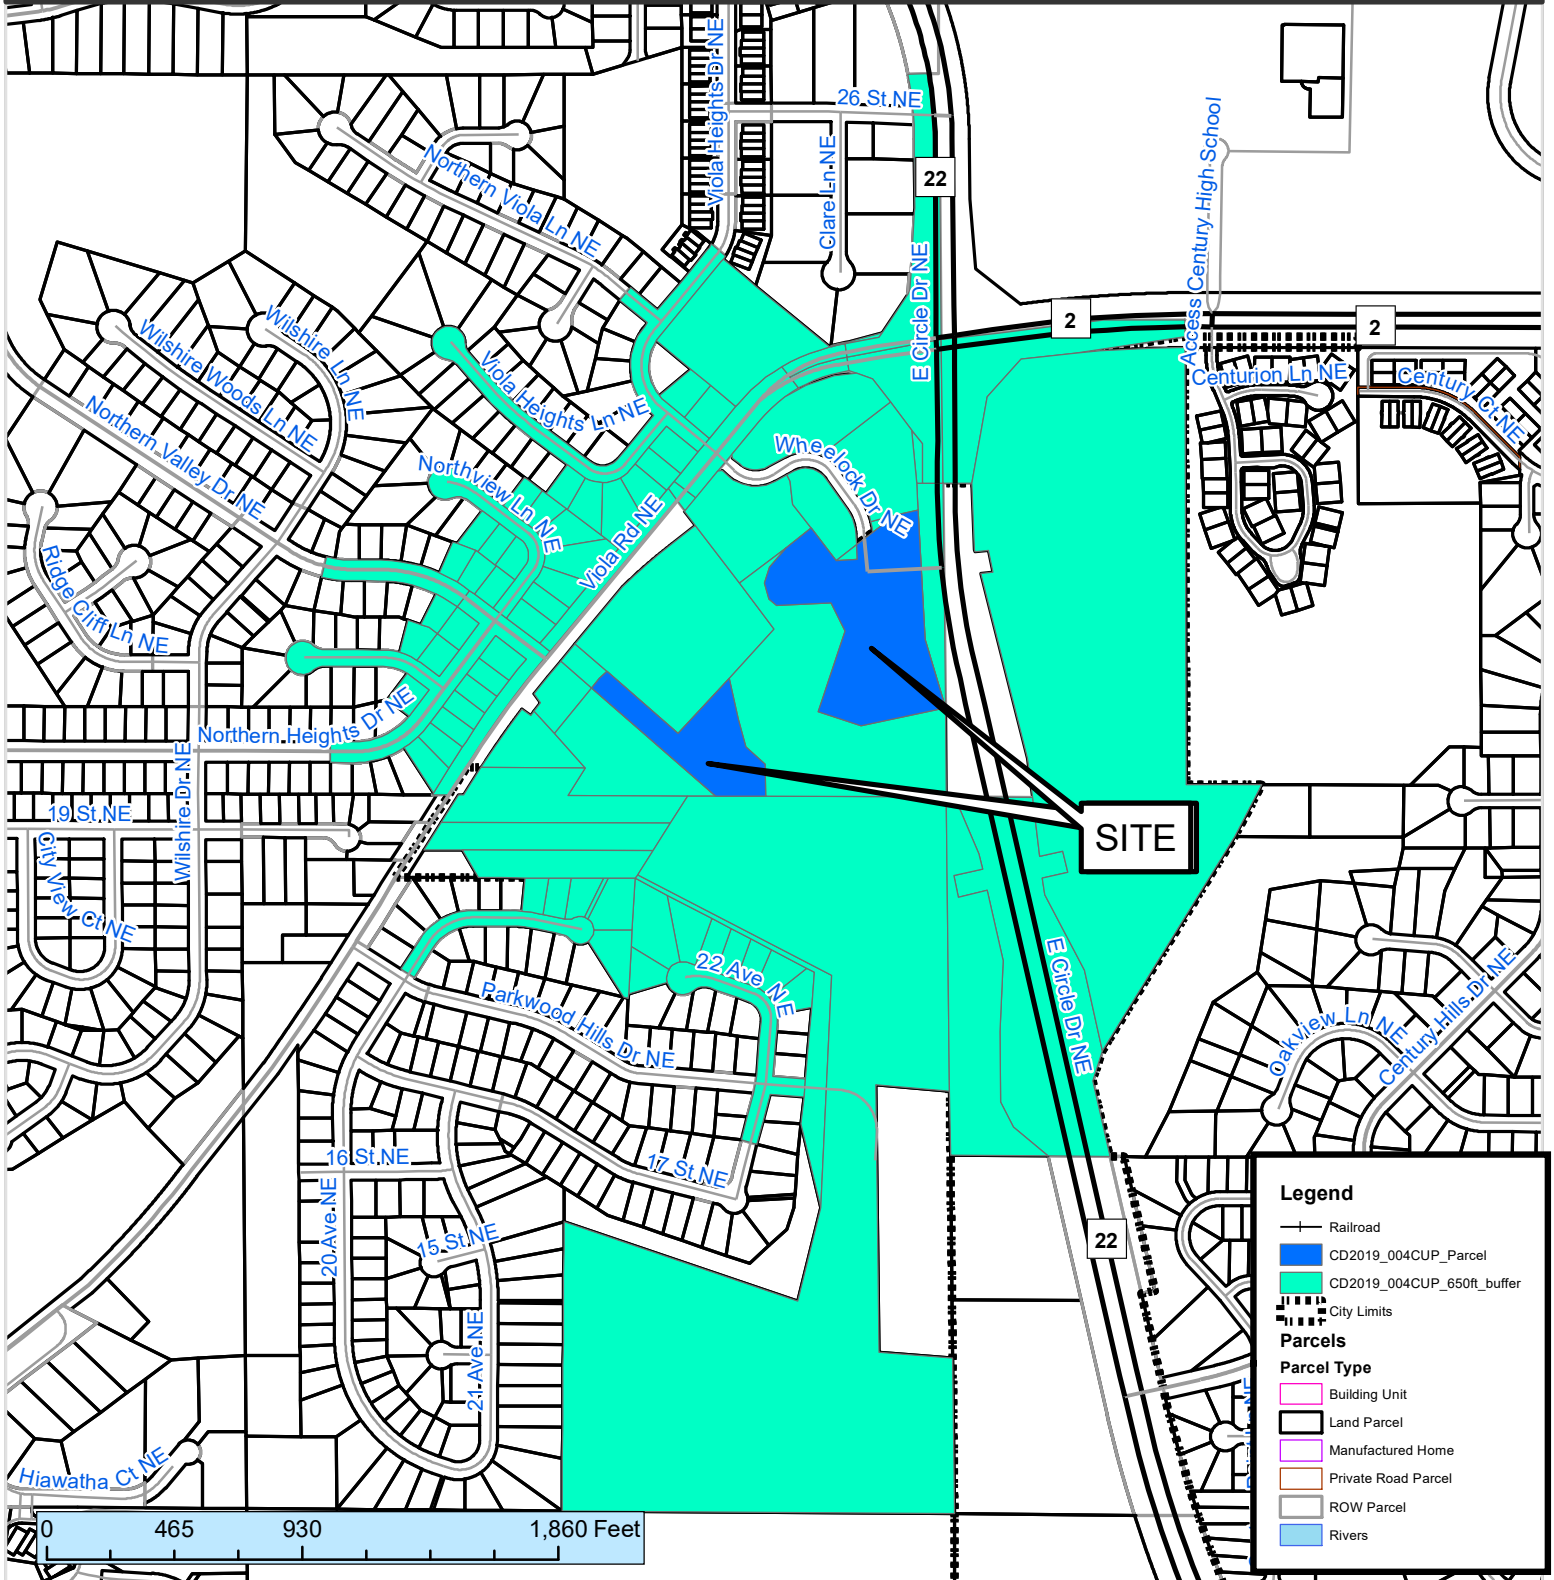 26 St NE
Viola Heights Dr NE
Clare Ln NE
22
Access Century High School
Northern Viola Ln NE
E Circle Dr NE
2
2
Wilshire Ln NE
Wilshire Woods Ln NE
Viola Heights Ln NE
Centurion Ln NE
Century Ct NE
Northern Valley Dr NE
Northview Ln NE
Wheelock Dr NE
Viola Rd NE
Ridge Cliff Ln NE
Northern Heights Dr NE
Wilshire Dr NE
19 St NE
City View Ct NE
SITE
22 Ave NE
Parkwood Hills Dr NE
E Circle Dr NE
Oakview Ln NE
Century Hills Dr NE
16 St NE
17 St NE
20 Ave NE
15 St NE
22
21 Ave NE
Hiawatha Ct NE
0 465 930 1,860 Feet
Legend
Railroad
CD2019_004CUP_Parcel
CD2019_004CUP_650ft_buffer
City Limits
Parcels
Parcel Type
Building Unit
Land Parcel
Manufactured Home
Private Road Parcel
ROW Parcel
Rivers